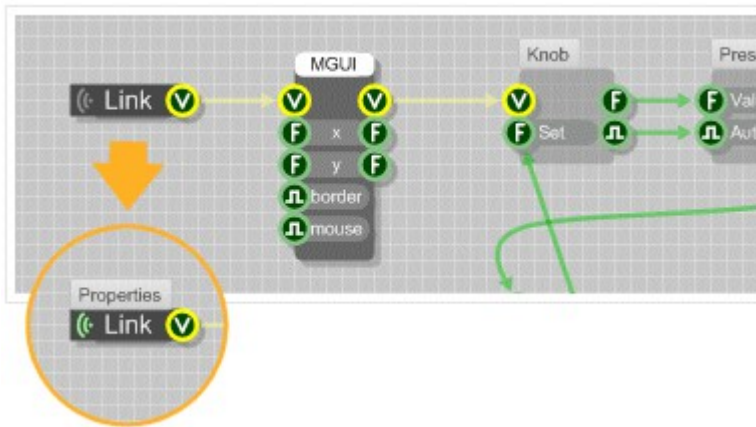 MGUI
Knob
Link V
V V
V F
F
F x F
F Set
F y F
border
mouse
Properties
Link V